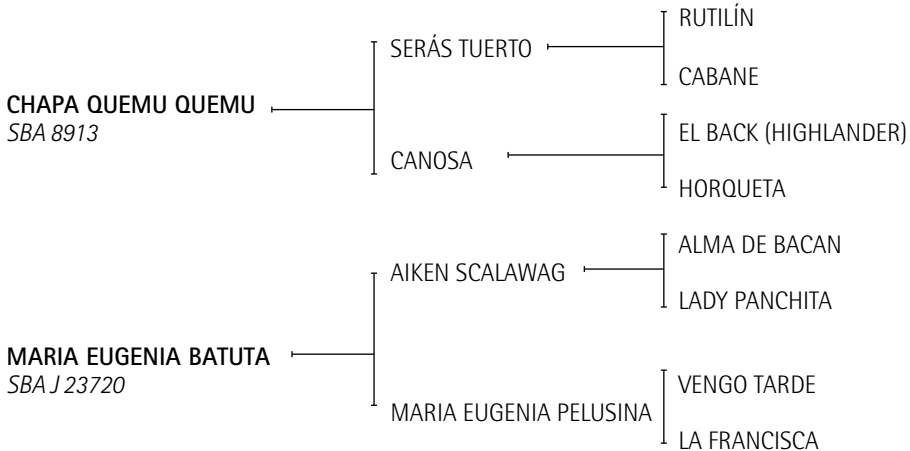 RUTILÍN
SERÁS TUERTO
CABANE
CHAPA QUEMU QUEMU
SBA 8913
EL BACK (HIGHLANDER)
CANOSA
HORQUETA
ALMA DE BACAN
AIKEN SCALAWAG
LADY PANCHITA
MARIA EUGENIA BATUTA
SBA J 23720
VENGO TARDE
MARIA EUGENIA PELUSINA
LA FRANCISCA